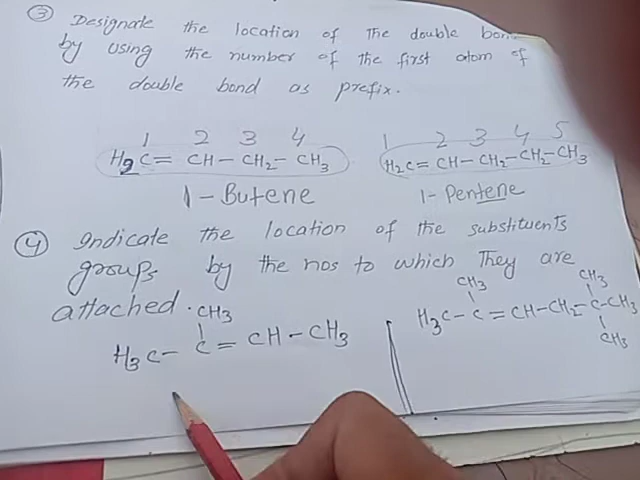 ③ Designate the location of the double
by using the number of the first atom of
the double bond as prefix.
1 2 3 4
H2C= CH - CH2 - CH3
1 - Butene
1 2 3 4 5
H2C= CH - CH2 - CH2 - CH3
1 - Pentene
④ Indicate the location of the substituents
groups by the nos to which They are
attached.
CH3
H3C- C = CH - CH3
CH3 CH3
H3C- C = CH-CH2-C-CH3
CH3